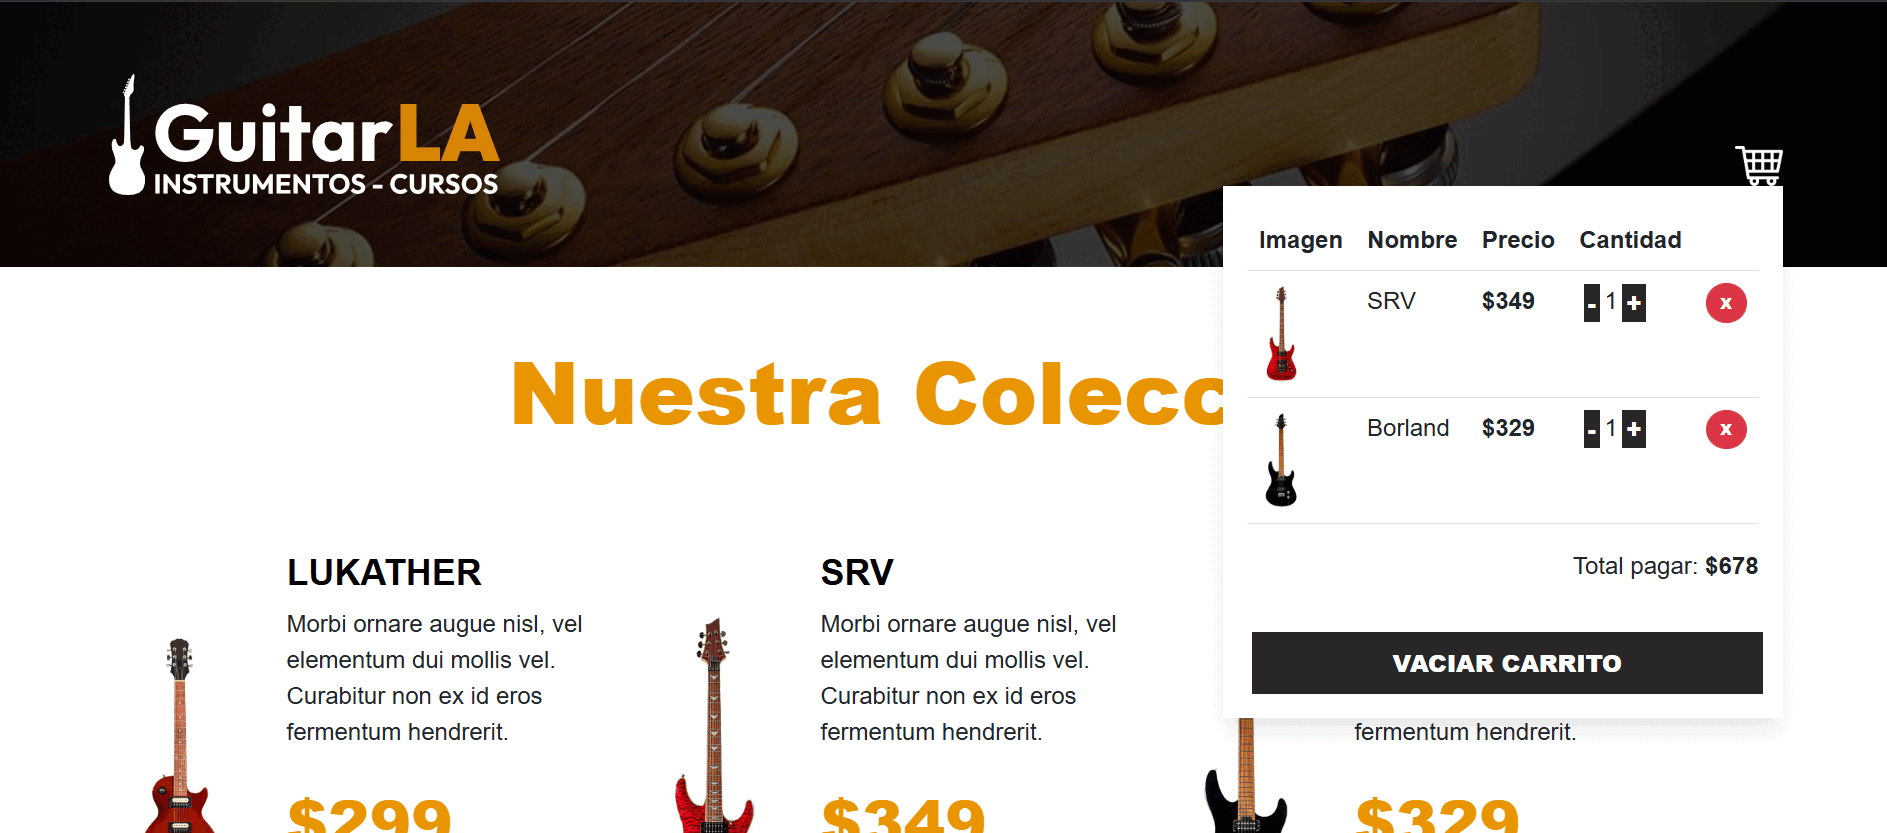 GuitarLA
INSTRUMENTOS - CURSOS
Imagen Nombre Precio Cantidad
SRV $349 - 1 + x
Borland $329 - 1 + x
Total pagar: $678
VACIAR CARRITO
Nuestra Colecc
LUKATHER
Morbi ornare augue nisl, vel
elementum dui mollis vel.
Curabitur non ex id eros
fermentum hendrerit.
$299
SRV
Morbi ornare augue nisl, vel
elementum dui mollis vel.
Curabitur non ex id eros
fermentum hendrerit.
$349
fermentum hendrerit.
$329